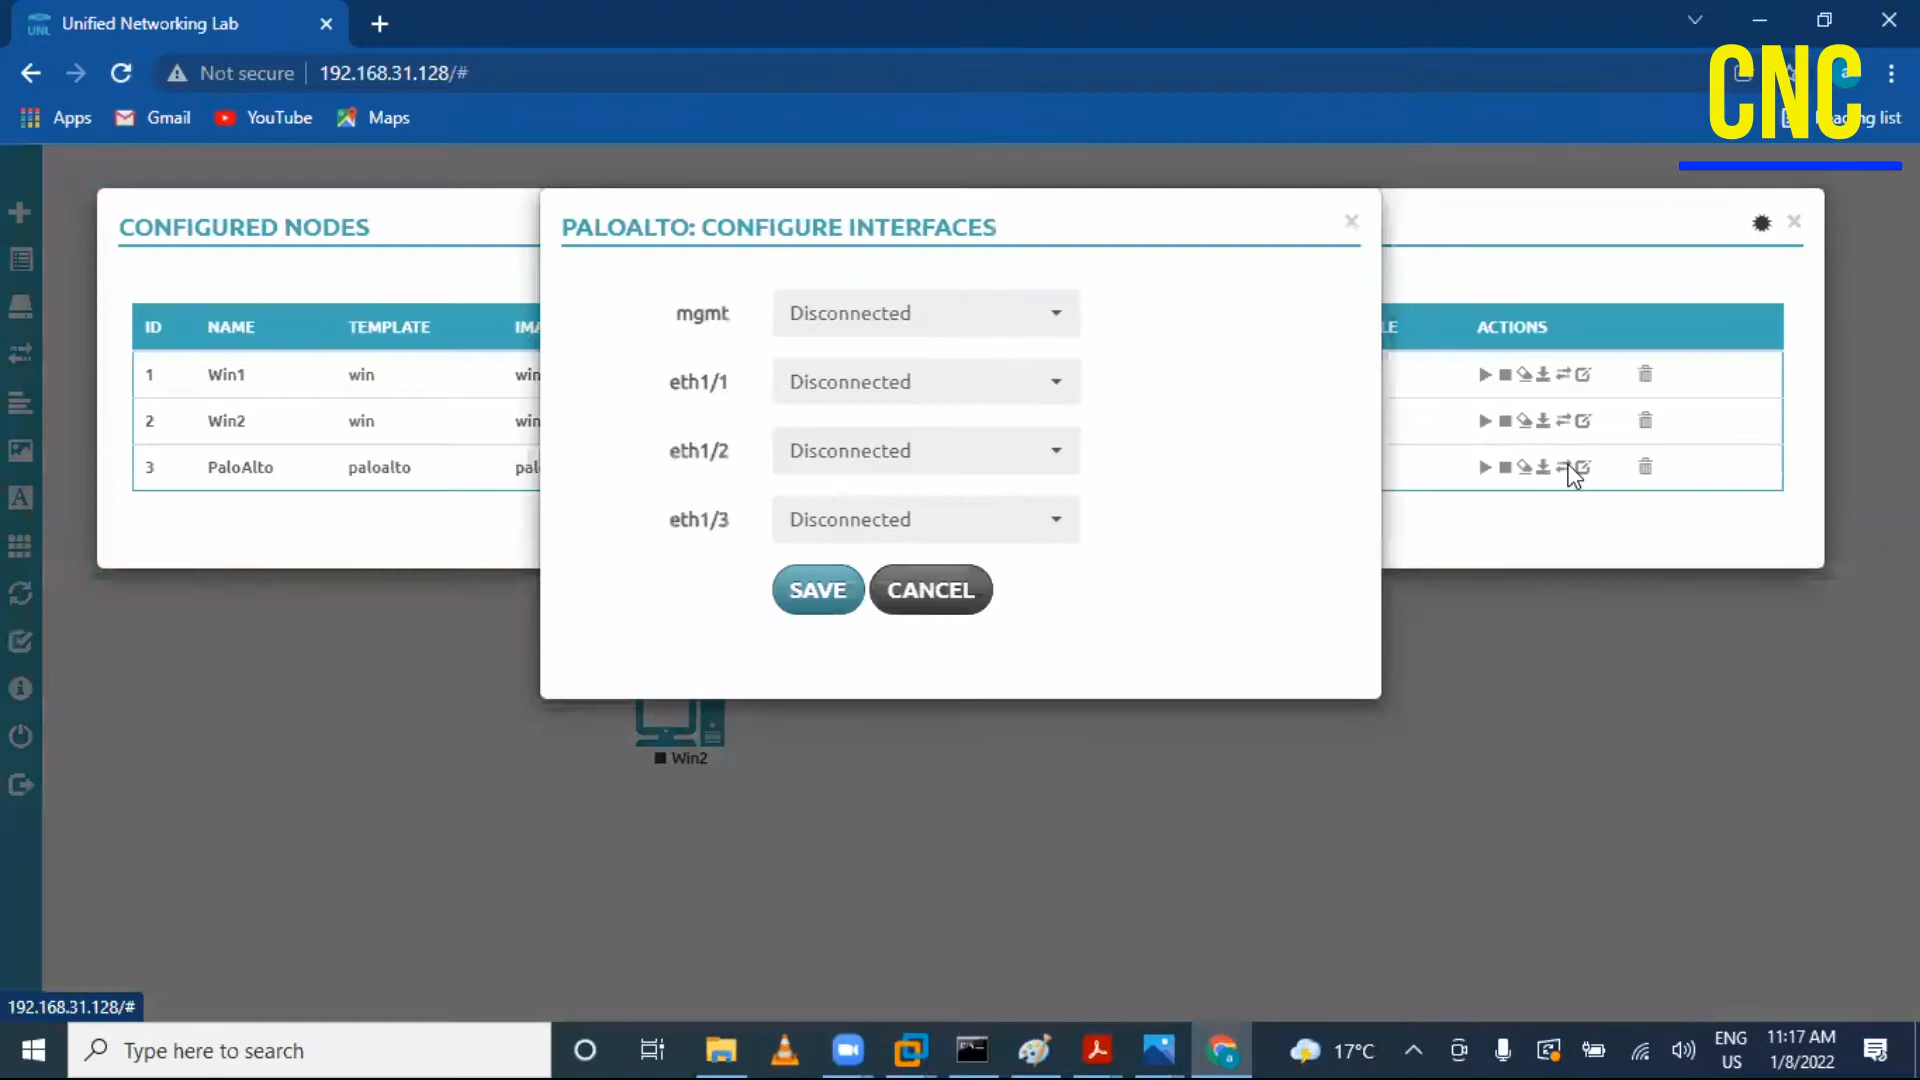 UNL Unified Networking Lab
Not secure 192.168.31.128/#
CNC
Apps Gmail YouTube Maps
CONFIGURED NODES
PALOALTO: CONFIGURE INTERFACES
ID NAME TEMPLATE
ACTIONS
1 Win1 win win
2 Win2 win win
3 PaloAlto paloalto
mgmt Disconnected
eth1/1 Disconnected
eth1/2 Disconnected
eth1/3 Disconnected
SAVE CANCEL
Win2
192.168.31.128/#
Type here to search
17°C
ENG
US
11:17 AM
1/8/2022